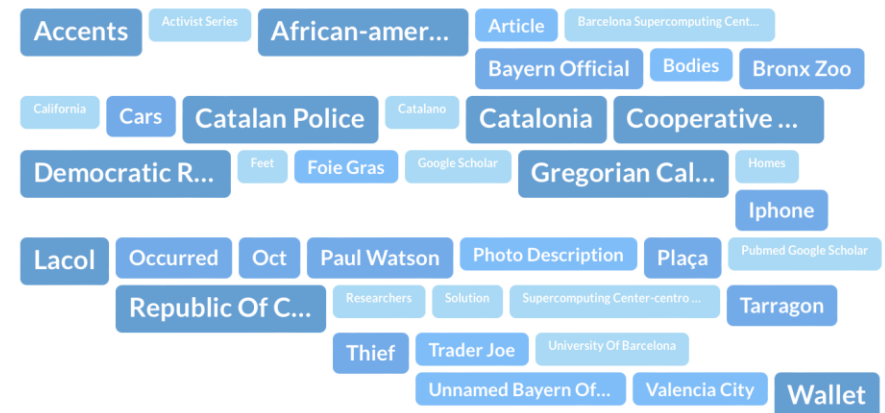 Accents Activist Series African-amer... Article Barcelona Supercomputing Cent...
Bayern Official Bodies Bronx Zoo
California Cars Catalan Police Catalano Catalonia Cooperative ...
Democratic R... Feet Foie Gras Google Scholar Gregorian Cal... Homes
Iphone
Lacol Occurred Oct Paul Watson Photo Description Plaça Pubmed Google Scholar
Republic Of C... Researchers Solution Supercomputing Center-centro ... Tarragon
Thief Trader Joe University Of Barcelona
Unnamed Bayern Of... Valencia City Wallet